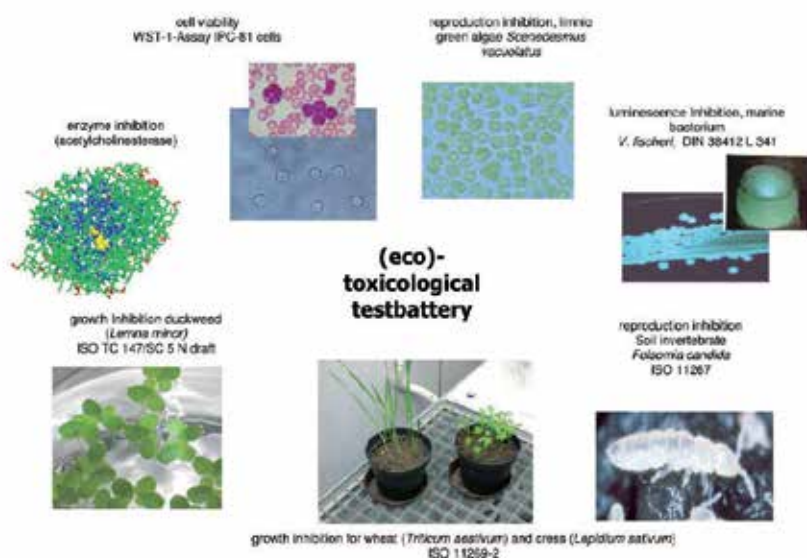 cell viability
WST-1-Assay IPC-81 cells
reproduction inhibition, limnic
green algae Scenedesmus
vacuolatus
enzyme inhibition
(acetylcholinesterase)
luminescence inhibition, marine
bacterium
V. fischeri, DIN 38412 L 341
(eco)-
toxicological
testbattery
growth inhibition duckweed
(Lemna minor)
ISO TC 147/SC 5 N draft
reproduction inhibition
Soil invertebrate
Folsomia candida
ISO 11267
growth inhibition for wheat (Triticum aestivum) and cress (Lepidium sativum)
ISO 11269-2